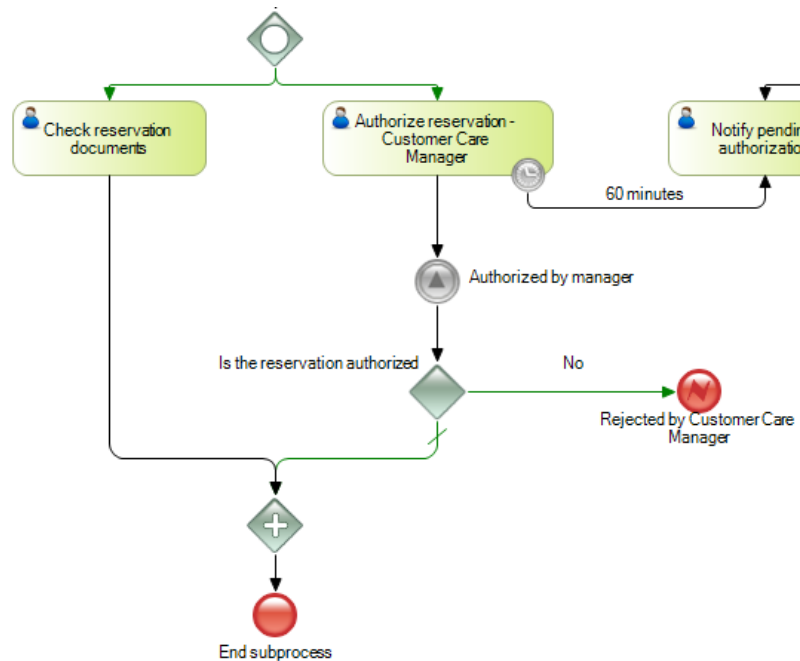 Check reservation
documents
Authorize reservation -
Customer Care
Manager
Notify
60 minutes
Authorized by manager
Is the reservation authorized
No
Rejected by Customer Care
Manager
End subprocess